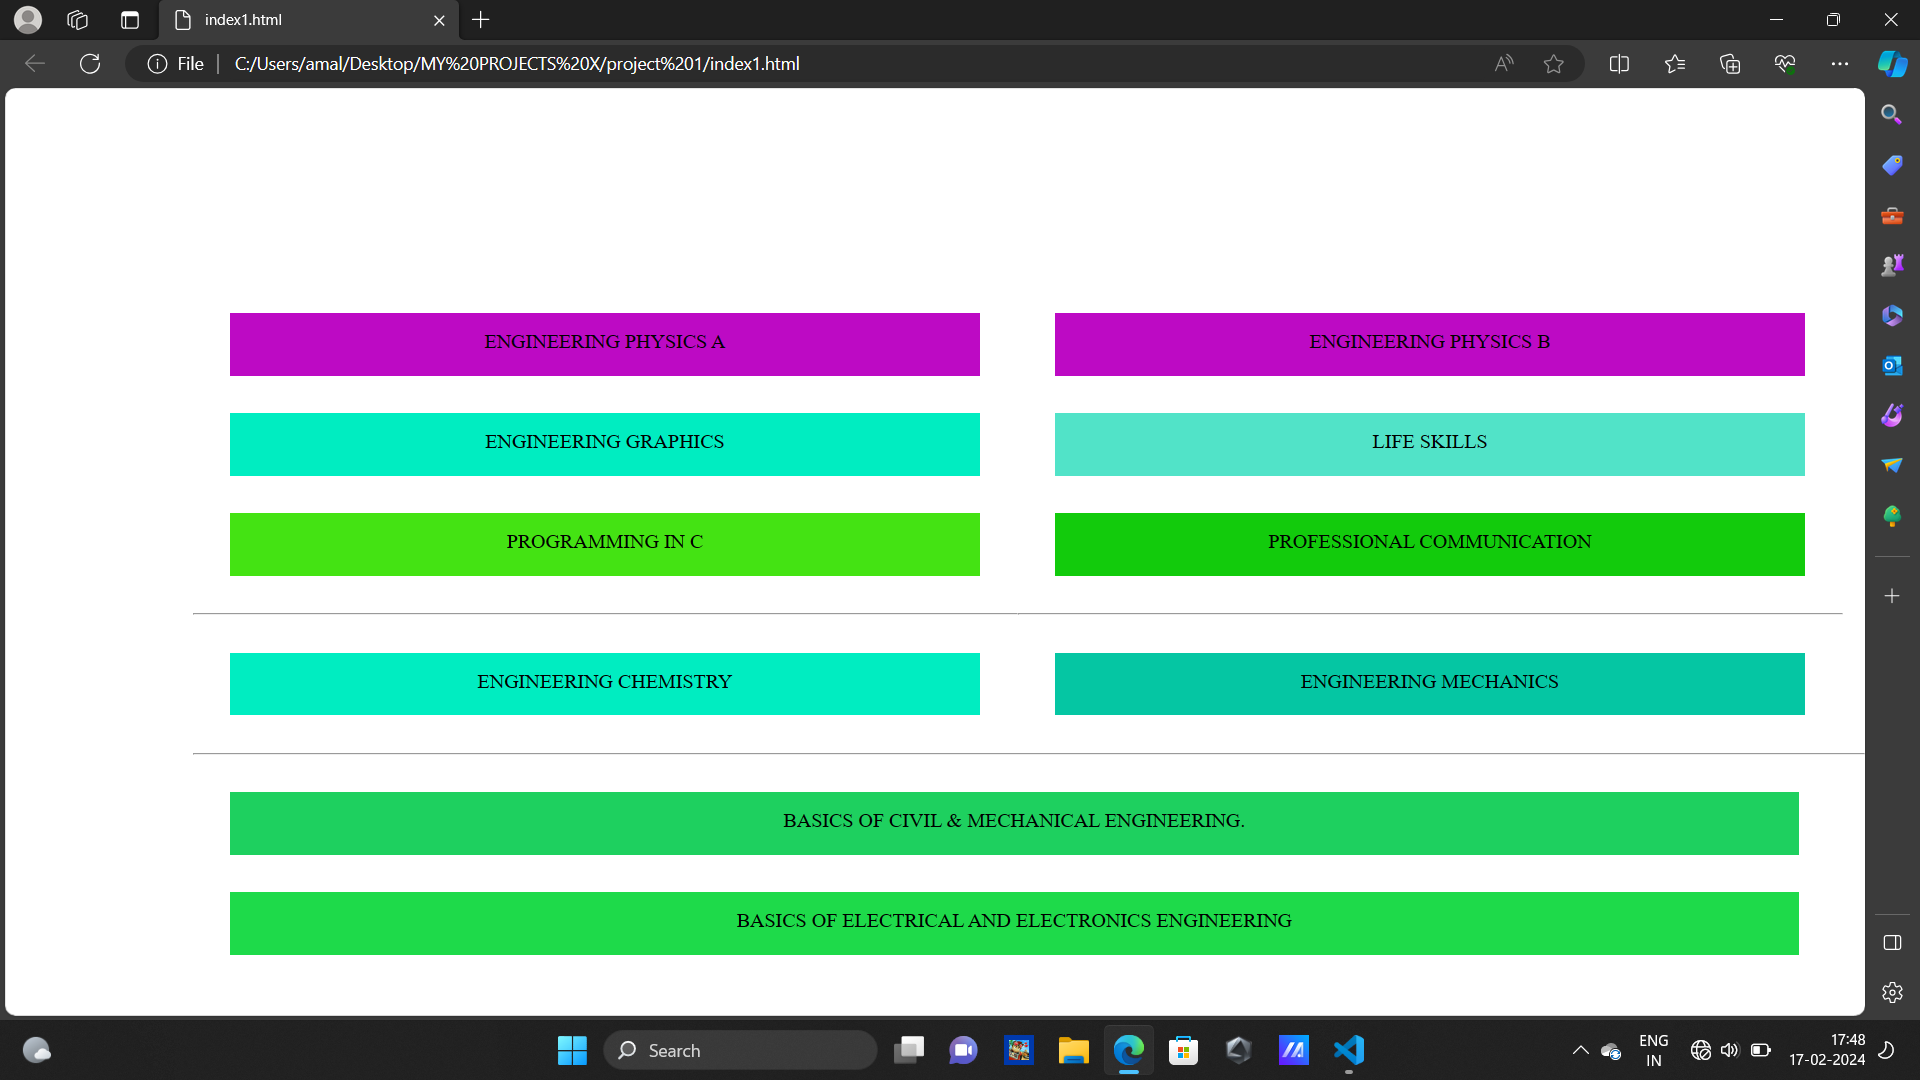 index1.html
File
C:/Users/amal/Desktop/MY%20PROJECTS%20X/project%201/index1.html
ENGINEERING PHYSICS A
ENGINEERING PHYSICS B
ENGINEERING GRAPHICS
LIFE SKILLS
PROGRAMMING IN C
PROFESSIONAL COMMUNICATION
ENGINEERING CHEMISTRY
ENGINEERING MECHANICS
BASICS OF CIVIL & MECHANICAL ENGINEERING.
BASICS OF ELECTRICAL AND ELECTRONICS ENGINEERING
Search
ENG
IN
17:48
17-02-2024